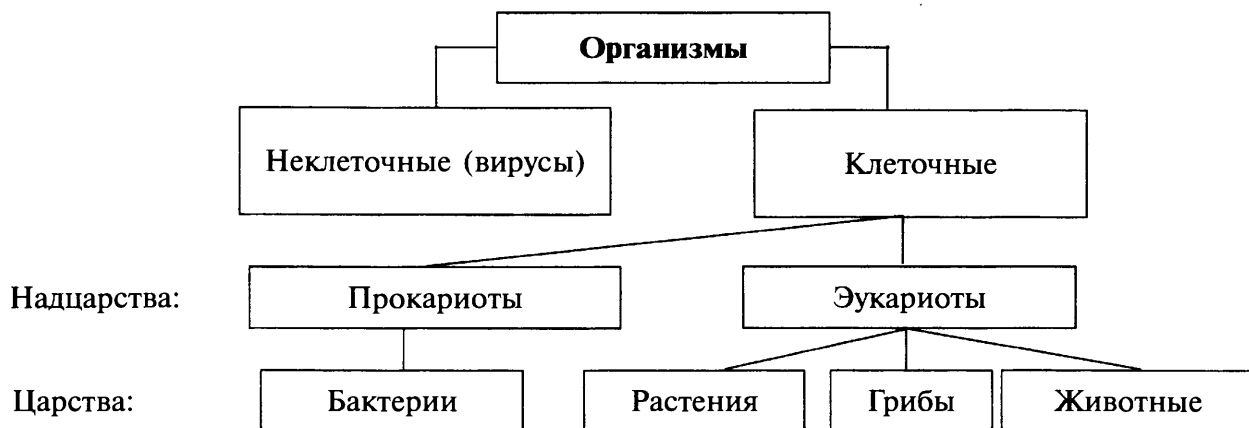 Организмы
Неклеточные (вирусы)
Клеточные
Надцарства:
Прокариоты
Эукариоты
Царства:
Бактерии
Растения
Грибы
Животные